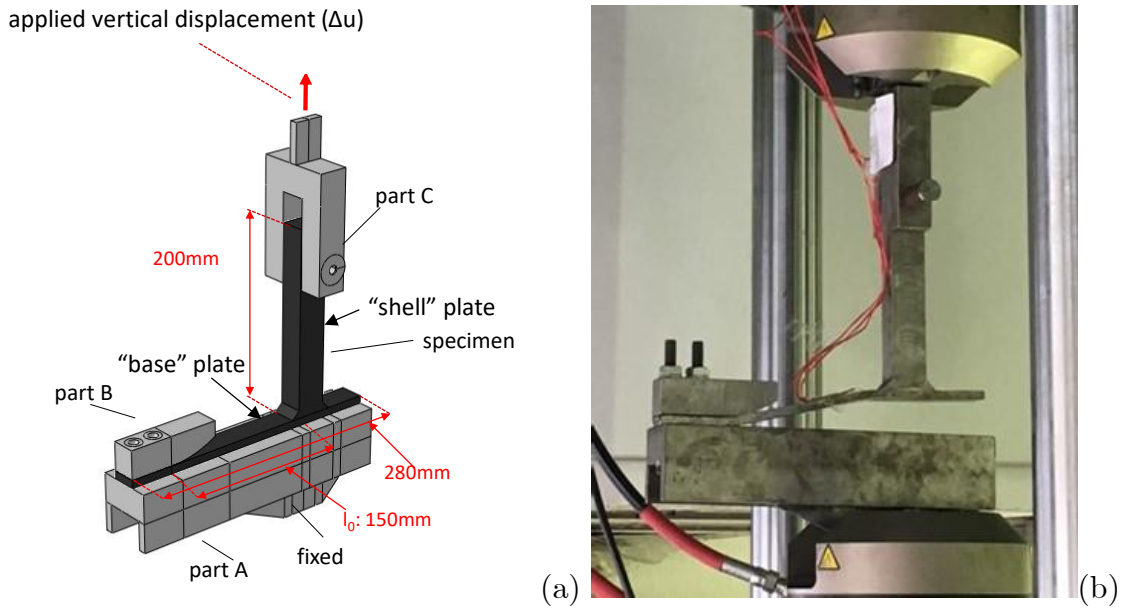 applied vertical displacement (Δu)
part C
200mm
“shell” plate
specimen
“base” plate
part B
280mm
l₀: 150mm
fixed
part A
(a)
(b)